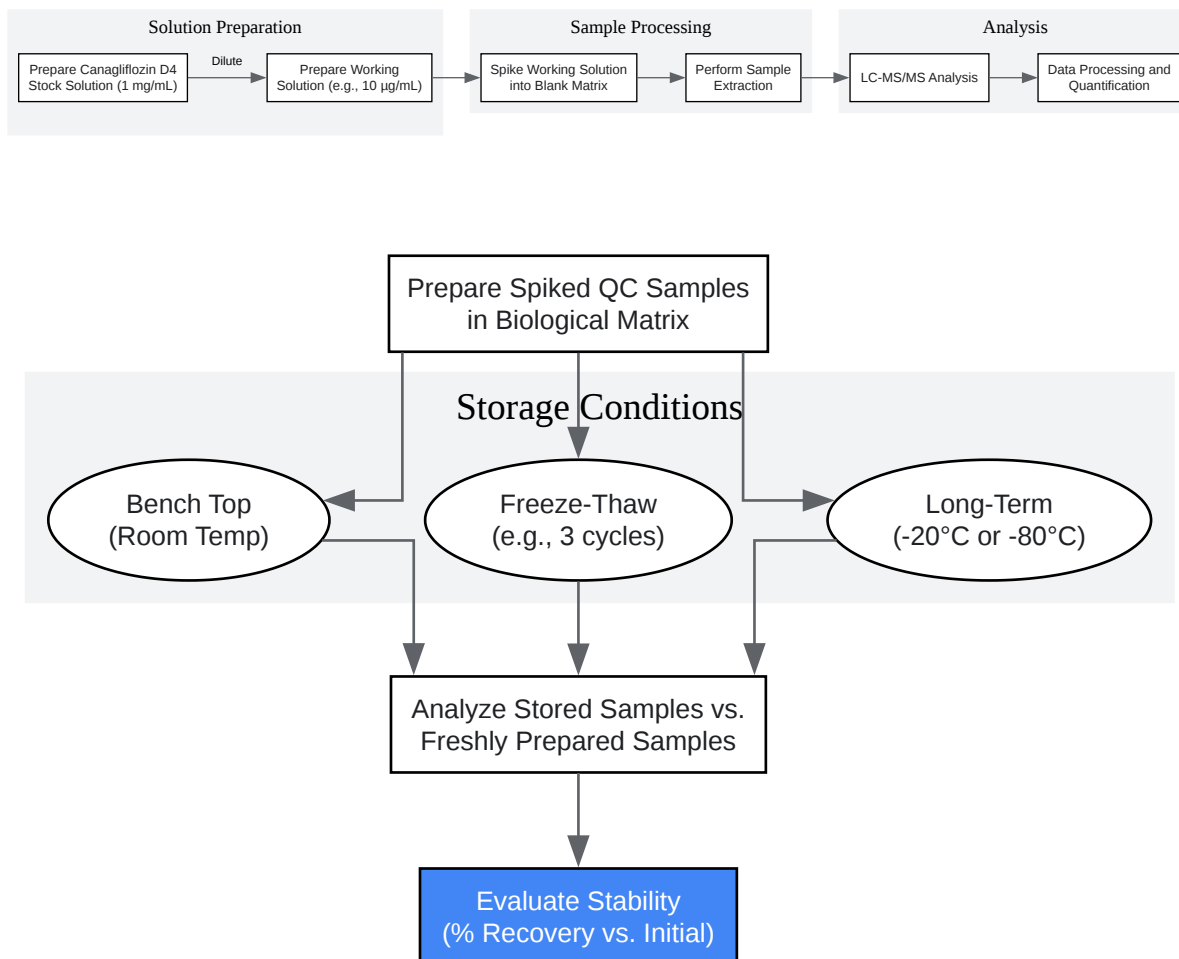 Solution Preparation
Sample Processing
Analysis
Prepare Canagliflozin D4
Stock Solution (1 mg/mL)
Dilute
Prepare Working
Solution (e.g., 10 µg/mL)
Spike Working Solution
into Blank Matrix
Perform Sample
Extraction
LC-MS/MS Analysis
Data Processing and
Quantification
Prepare Spiked QC Samples
in Biological Matrix
Storage Conditions
Bench Top
(Room Temp)
Freeze-Thaw
(e.g., 3 cycles)
Long-Term
(-20°C or -80°C)
Analyze Stored Samples vs.
Freshly Prepared Samples
Evaluate Stability
(% Recovery vs. Initial)